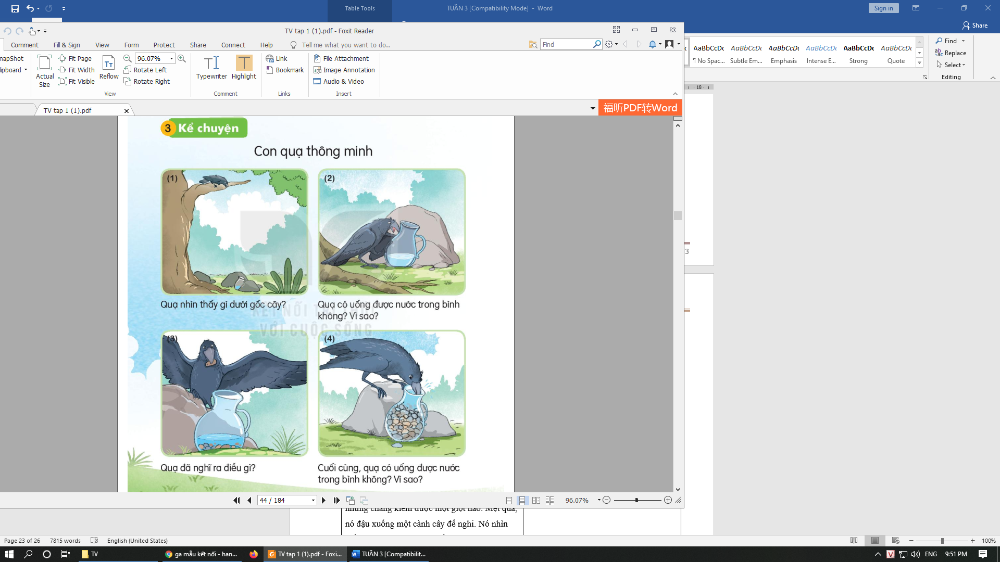 Table Tools
TUẦN 3 [Compatibility Mode] - Word
Sign in
Share
TV tap 1 (1).pdf - Foxit Reader
Comment Fill & Sign View Form Protect Share Connect Help Tell me what you want to do..
Find
napShot
lipboard
Actual Size
Fit Page
Fit Width
Fit Visible
Reflow
96.07%
Rotate Left
Rotate Right
View
Typewriter
Highlight
Comment
Link
Bookmark
Links
File Attachment
Image Annotation
Audio & Video
Insert
AaBbCcDc AaBbCcDc AaBbCcDc AaBbCcDc AaBbCcDc AaBbCcDc
¶ No Spac... Subtle Em... Emphasis Intense E... Strong Quote
Find
Replace
Select
Editing
18
TV tap 1 (1).pdf
福昕PDF转Word
3 Kể chuyện
Con quạ thông minh
(1)
(2)
Quạ nhìn thấy gì dưới gốc cây?
Quạ có uống được nước trong bình
không? Vì sao?
KẾT NỐI TRI THỨC
VỚI CUỘC SỐNG
(3)
(4)
Quạ đã nghĩ ra điều gì?
Cuối cùng, quạ có uống được nước
trong bình không? Vì sao?
3
44 / 184
96.07%
nhưng chẳng kiếm được một giọt nào. Mệt quá,
nó đậu xuống một cành cây để nghỉ. Nó nhìn
Page 23 of 26 7815 words English (United States)
100%
TV
ga mẫu kết nối - han...
TV tap 1 (1).pdf - Foxi...
TUẦN 3 [Compatibilit...
ENG
9:51 PM